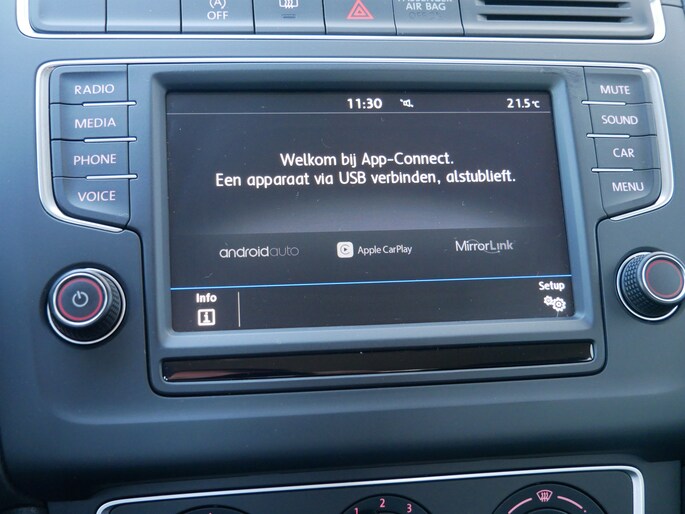 OFF
PASSENGER
AIR BAG
RADIO
MEDIA
PHONE
VOICE
11:30
21.5°C
Welkom bij App-Connect.
Een apparaat via USB verbinden, alstublieft.
androidauto
Apple CarPlay
MirrorLink
Info
i
Setup
MUTE
SOUND
CAR
MENU
1 2 3